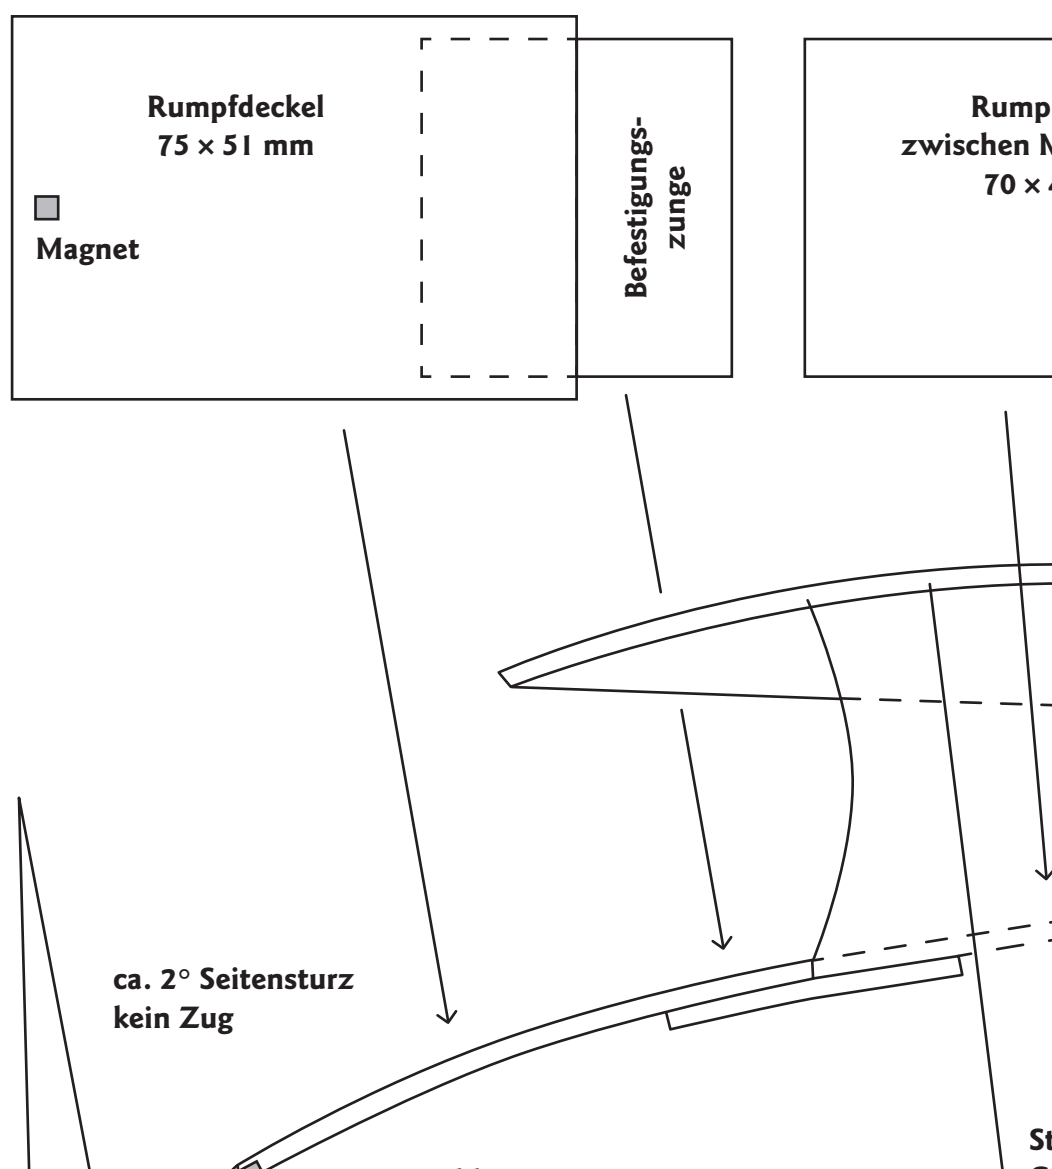 Rumpfdeckel
75 × 51 mm
Magnet
Befestigungs-
zunge
Rump
zwischen
70 ×
ca. 2° Seitensturz
kein Zug
St